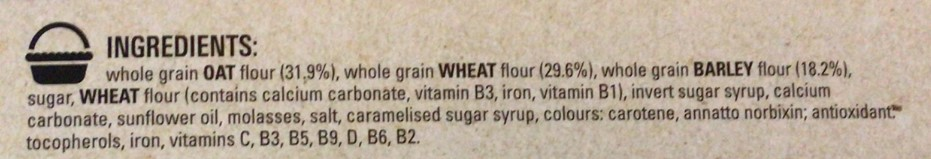 INGREDIENTS:
whole grain OAT flour (31.9%), whole grain WHEAT flour (29.6%), whole grain BARLEY flour (18.2%),
sugar, WHEAT flour (contains calcium carbonate, vitamin B3, iron, vitamin B1), invert sugar syrup, calcium
carbonate, sunflower oil, molasses, salt, caramelised sugar syrup, colours: carotene, annatto norbixin; antioxidant:
tocopherols, iron, vitamins C, B3, B5, B9, D, B6, B2.